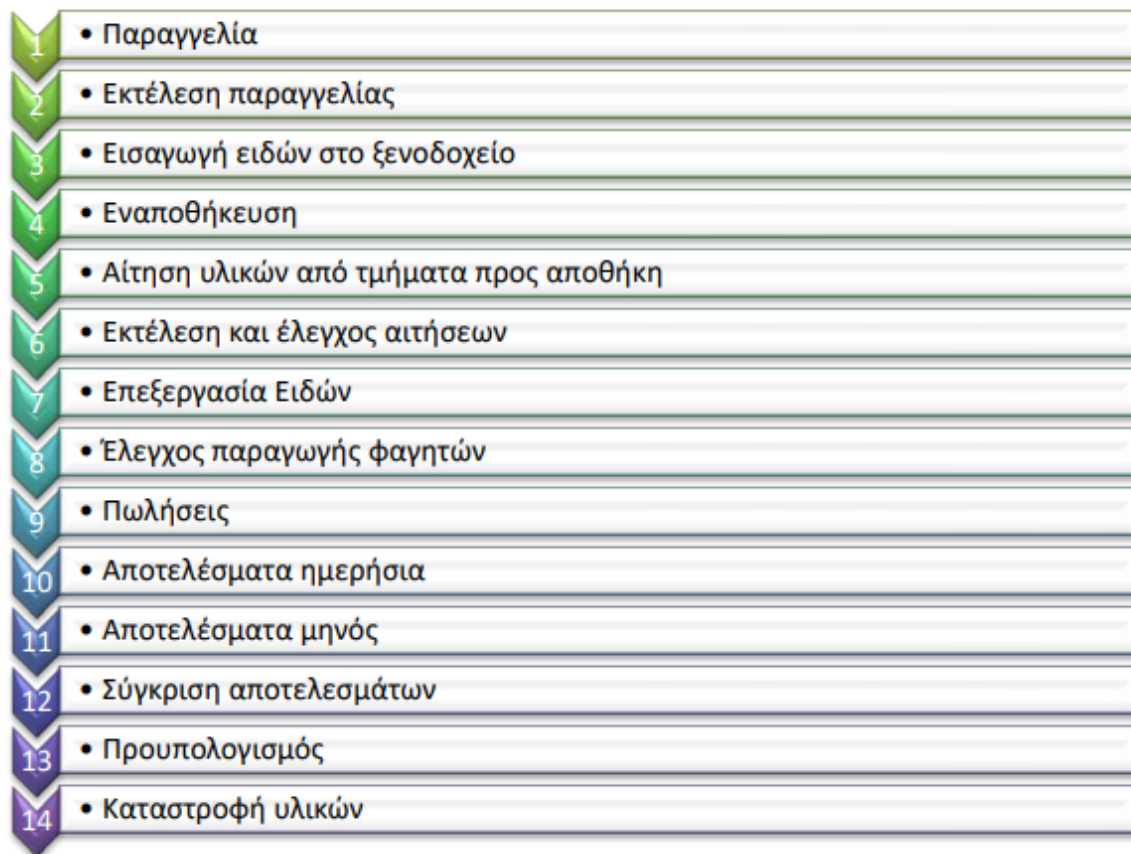 1 • Παραγγελία
2 • Εκτέλεση παραγγελίας
3 • Εισαγωγή ειδών στο ξενοδοχείο
4 • Εναποθήκευση
5 • Αίτηση υλικών από τμήματα προς αποθήκη
6 • Εκτέλεση και έλεγχος αιτήσεων
7 • Επεξεργασία Ειδών
8 • Έλεγχος παραγωγής φαγητών
9 • Πωλήσεις
10 • Αποτελέσματα ημερήσια
11 • Αποτελέσματα μηνός
12 • Σύγκριση αποτελεσμάτων
13 • Προυπολογισμός
14 • Καταστροφή υλικών